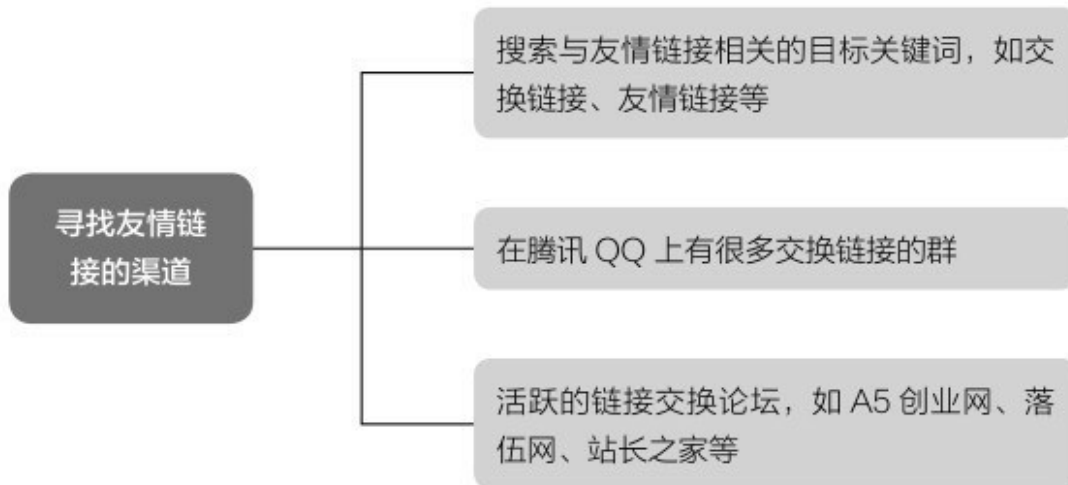 搜索与友情链接相关的目标关键词，如交
换链接、友情链接等
寻找友情链
接的渠道
在腾讯 QQ 上有很多交换链接的群
活跃的链接交换论坛，如 A5 创业网、落
伍网、站长之家等